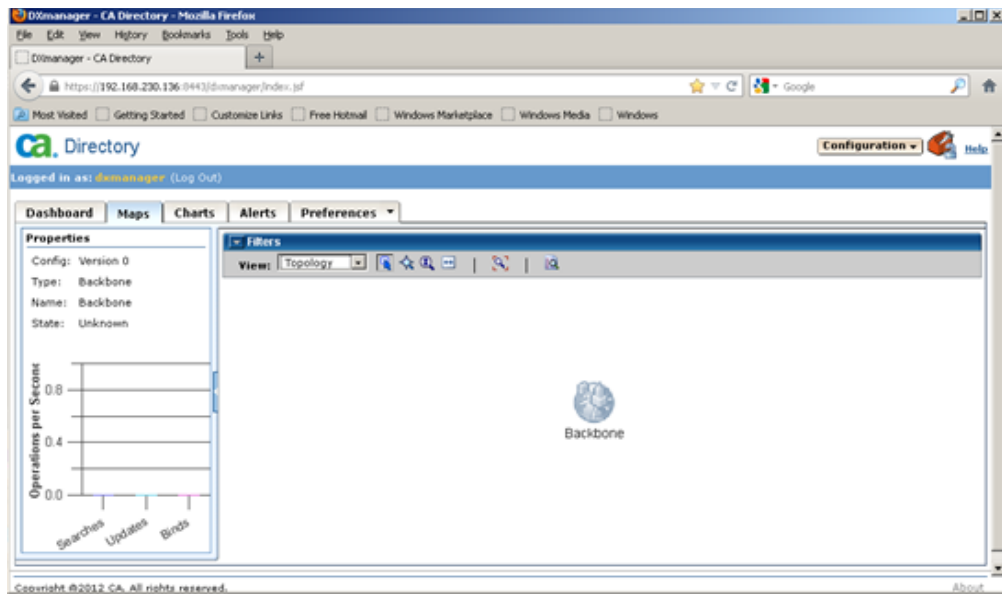 DXmanager - CA Directory - Mozilla Firefox
File Edit View History Bookmarks Tools Help
DXmanager - CA Directory
https://192.168.230.136:8443/dxmanager/index.jsf
Google
Most Visited Getting Started Customize Links Free Hotmail Windows Marketplace Windows Media Windows
ca. Directory
Configuration
Help
Logged in as: dxmanager (Log Out)
Dashboard Maps Charts Alerts Preferences
Properties
Config: Version 0
Type: Backbone
Name: Backbone
State: Unknown
Operations per Second
0.8
0.4
0.0
Searches Updates Binds
Filters
View: Topology
Backbone
Copyright ©2012 CA. All rights reserved.
About